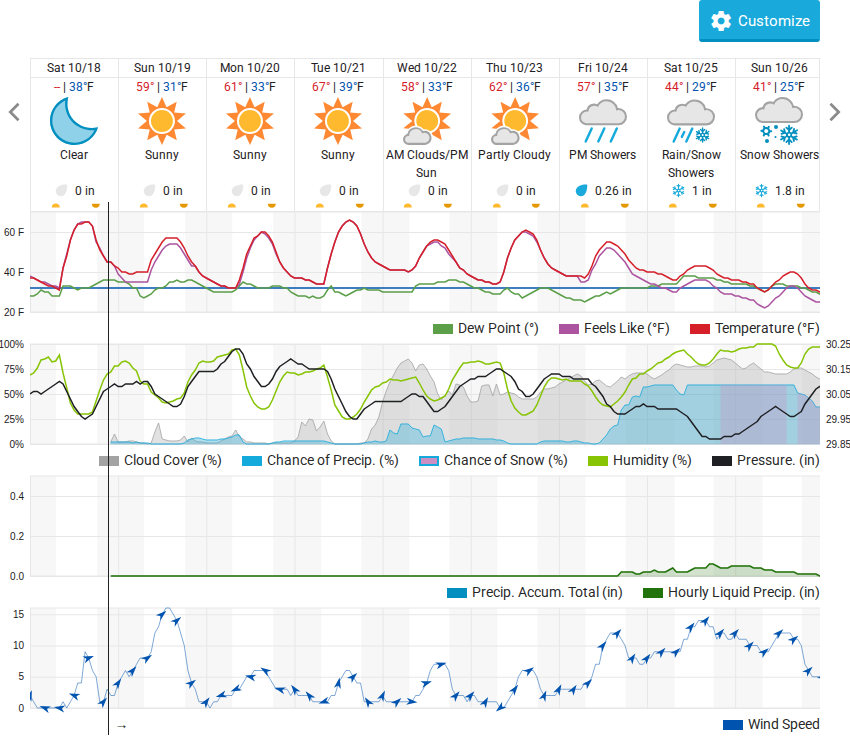 Customize
Sat 10/18 Sun 10/19 Mon 10/20 Tue 10/21 Wed 10/22 Thu 10/23 Fri 10/24 Sat 10/25 Sun 10/26
– | 38°F 59° | 31°F 61° | 33°F 67° | 39°F 58° | 33°F 62° | 36°F 57° | 35°F 44° | 29°F 41° | 25°F
Clear Sunny Sunny Sunny AM Clouds/PM Partly Cloudy PM Showers Rain/Snow Snow Showers
Sun Showers
0 in 0 in 0 in 0 in 0 in 0 in 0.26 in 1 in 1.8 in
60 F
40 F
20 F
Dew Point (°) Feels Like (°F) Temperature (°F)
100% 30.25
75% 30.15
50% 30.05
25% 29.95
0% 29.85
Cloud Cover (%) Chance of Precip. (%) Chance of Snow (%) Humidity (%) Pressure. (in)
0.4
0.2
0.0
Precip. Accum. Total (in) Hourly Liquid Precip. (in)
15
10
5
0
→ Wind Speed